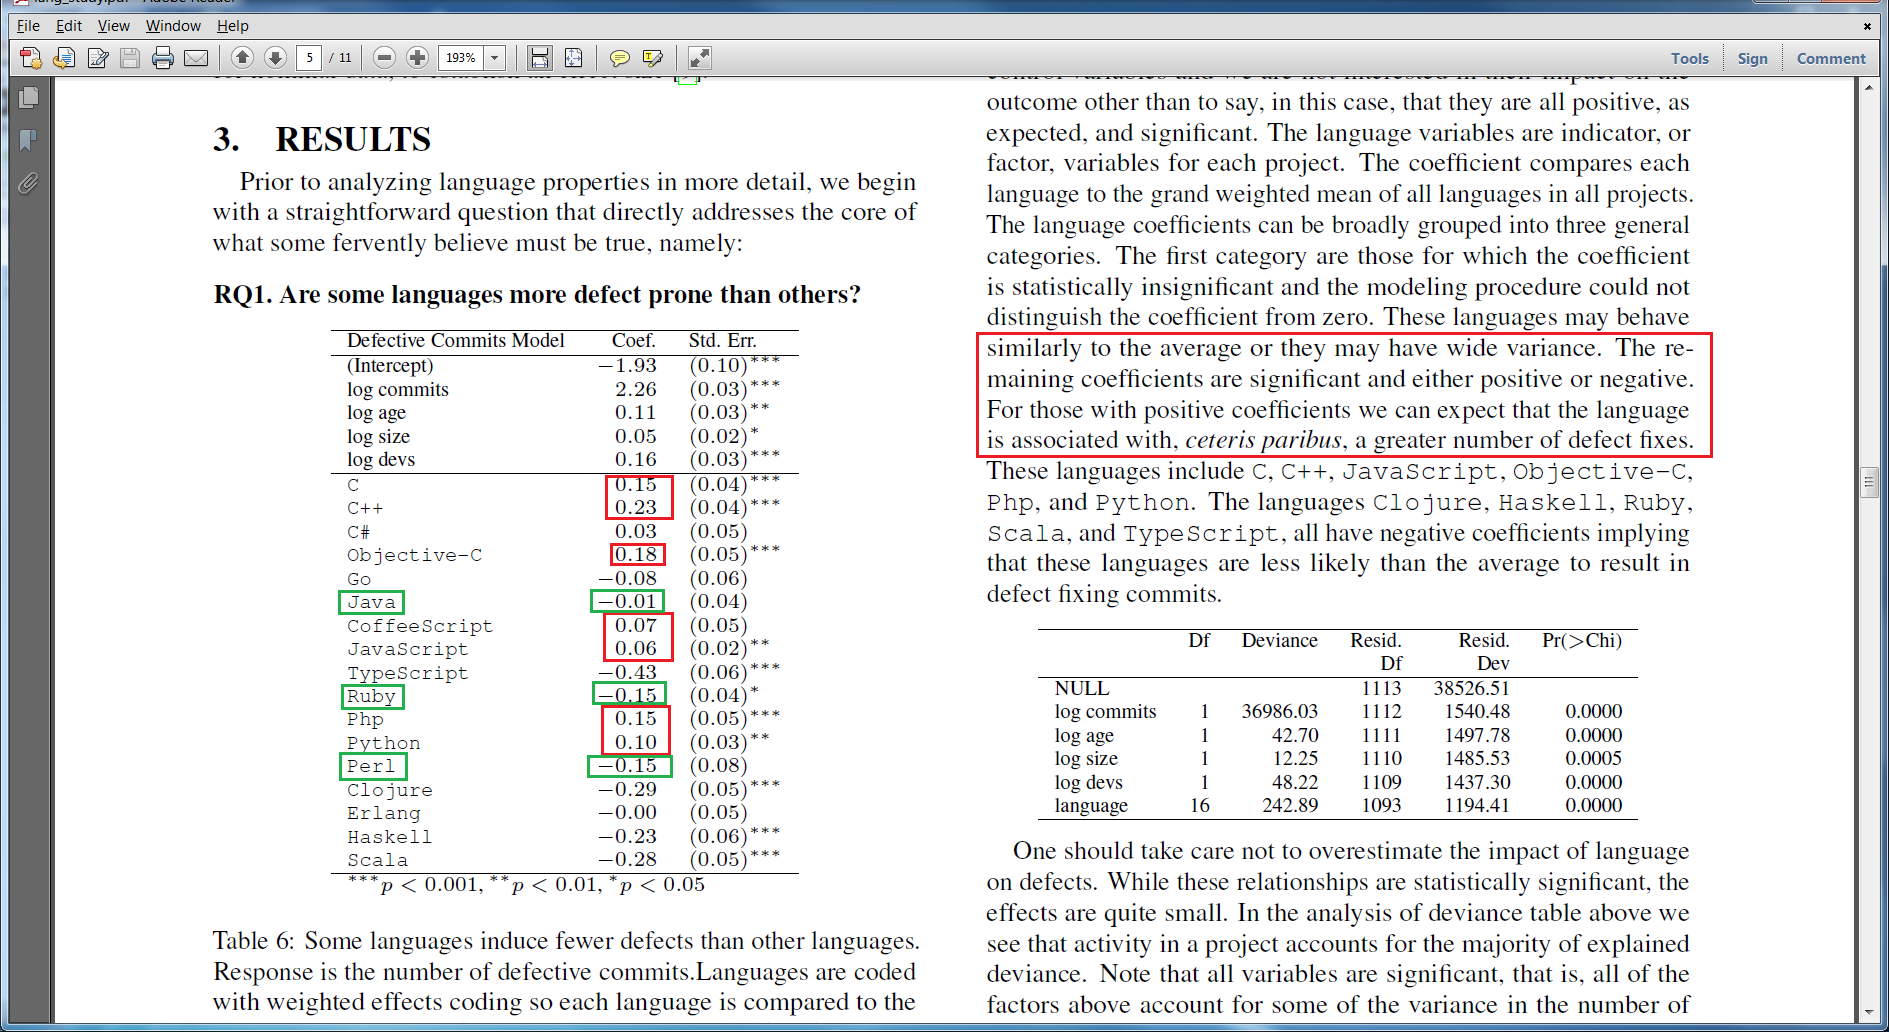 File Edit View Window Help
5 / 11
193%
Tools Sign Comment
3. RESULTS
Prior to analyzing language properties in more detail, we begin
with a straightforward question that directly addresses the core of
what some fervently believe must be true, namely:
RQ1. Are some languages more defect prone than others?
Defective Commits Model Coef. Std. Err.
(Intercept) −1.93 (0.10)***
log commits 2.26 (0.03)***
log age 0.11 (0.03)**
log size 0.05 (0.02)*
log devs 0.16 (0.03)***
C 0.15 (0.04)***
C++ 0.23 (0.04)***
C# 0.03 (0.05)
Objective-C 0.18 (0.05)***
Go −0.08 (0.06)
Java −0.01 (0.04)
CoffeeScript 0.07 (0.05)
JavaScript 0.06 (0.02)**
TypeScript −0.43 (0.06)***
Ruby −0.15 (0.04)*
Php 0.15 (0.05)***
Python 0.10 (0.03)**
Perl −0.15 (0.08)
Clojure −0.29 (0.05)***
Erlang −0.00 (0.05)
Haskell −0.23 (0.06)***
Scala −0.28 (0.05)***
***p < 0.001, **p < 0.01, *p < 0.05
Table 6: Some languages induce fewer defects than other languages.
Response is the number of defective commits.Languages are coded
with weighted effects coding so each language is compared to the
outcome other than to say, in this case, that they are all positive, as
expected, and significant. The language variables are indicator, or
factor, variables for each project. The coefficient compares each
language to the grand weighted mean of all languages in all projects.
The language coefficients can be broadly grouped into three general
categories. The first category are those for which the coefficient
is statistically insignificant and the modeling procedure could not
distinguish the coefficient from zero. These languages may behave
similarly to the average or they may have wide variance. The re-
maining coefficients are significant and either positive or negative.
For those with positive coefficients we can expect that the language
is associated with, ceteris paribus, a greater number of defect fixes.
These languages include C, C++, JavaScript, Objective-C,
Php, and Python. The languages Clojure, Haskell, Ruby,
Scala, and TypeScript, all have negative coefficients implying
that these languages are less likely than the average to result in
defect fixing commits.
Df Deviance Resid. Resid. Pr(>Chi)
Df Dev
NULL 1113 38526.51
log commits 1 36986.03 1112 1540.48 0.0000
log age 1 42.70 1111 1497.78 0.0000
log size 1 12.25 1110 1485.53 0.0005
log devs 1 48.22 1109 1437.30 0.0000
language 16 242.89 1093 1194.41 0.0000
One should take care not to overestimate the impact of language
on defects. While these relationships are statistically significant, the
effects are quite small. In the analysis of deviance table above we
see that activity in a project accounts for the majority of explained
deviance. Note that all variables are significant, that is, all of the
factors above account for some of the variance in the number of